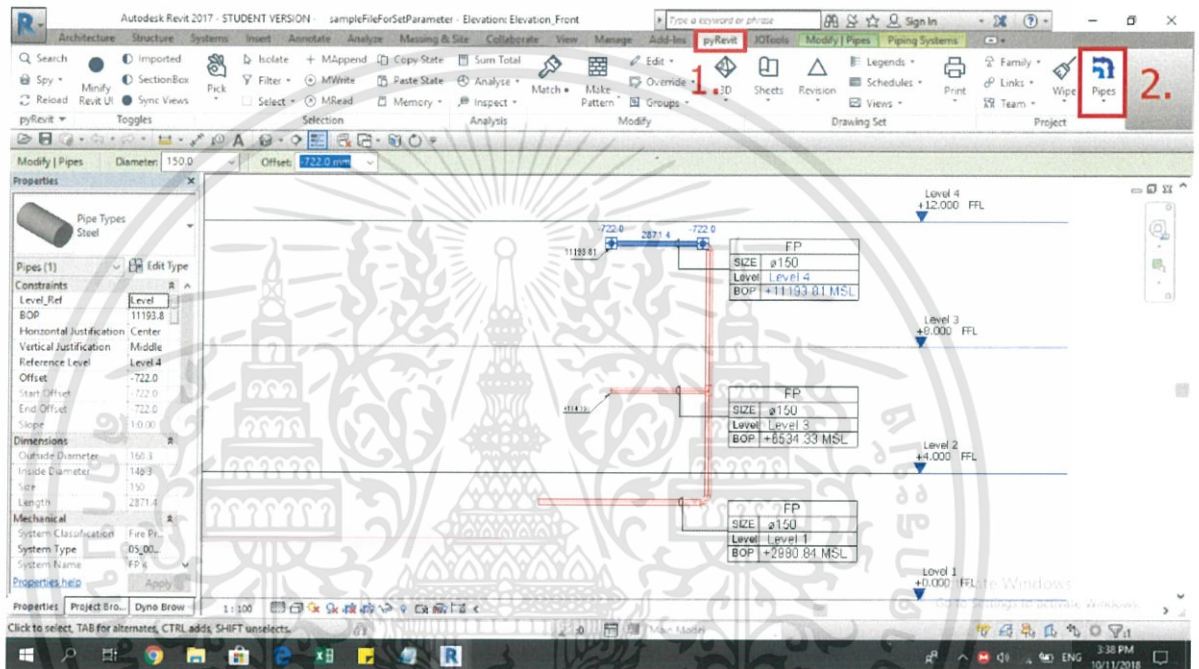 Autodesk Revit 2017 - STUDENT VERSION - sampleFileForSetParameter - Elevation: Elevation_Front
Type a keyword or phrase
Sign In
Architecture Structure Systems Insert Annotate Analyze Massing & Site Collaborate View Manage Add-Ins pyRevit JOTools Modify | Pipes Piping Systems
Search Imported Isolate + MAppend Copy State Sum Total Edit Legends Family
Spy SectionBox Filter MWrite Paste State Analyse Override Schedules Links
Reload Sync Views Select MRead Memory Inspect Groups Views Team
Minify Revit UI Pick Match Make Pattern 3D Sheets Revision Print Wipe Pipes
1. 2.
pyRevit Toggles Selection Analysis Modify Drawing Set Project
Modify | Pipes Diameter: 150.0 Offset: -722.0 mm
Properties
Pipe Types
Steel
Pipes (1) Edit Type
Constraints
Level_Ref Level
BOP 11193.8
Horizontal Justification Center
Vertical Justification Middle
Reference Level Level 4
Offset -722.0
Start Offset -722.0
End Offset -722.0
Slope
Dimensions
Outside Diameter
Inside Diameter
Size 150
Length 2871.4
Mechanical
System Classification Fire Pr...
System Type 05_00...
System Name
Properties help Apply
Properties Project Bro... Dyno Brow
Level 4
+12.000 FFL
-722.0 2871.4 -722.0
11193.81
FP
SIZE ø150
Level Level 4
BOP +11193.81 MSL
Level 3
+8.000 FFL
FP
SIZE ø150
Level Level 3
BOP +6534.33 MSL
Level 2
+4.000 FFL
FP
SIZE ø150
Level Level 1
BOP +2980.84 MSL
Level 1
+0.000 FFL
1 : 100
Click to select, TAB for alternates, CTRL adds, SHIFT unselects.
:0 Main Model
ENG 3:38 PM
10/11/2018